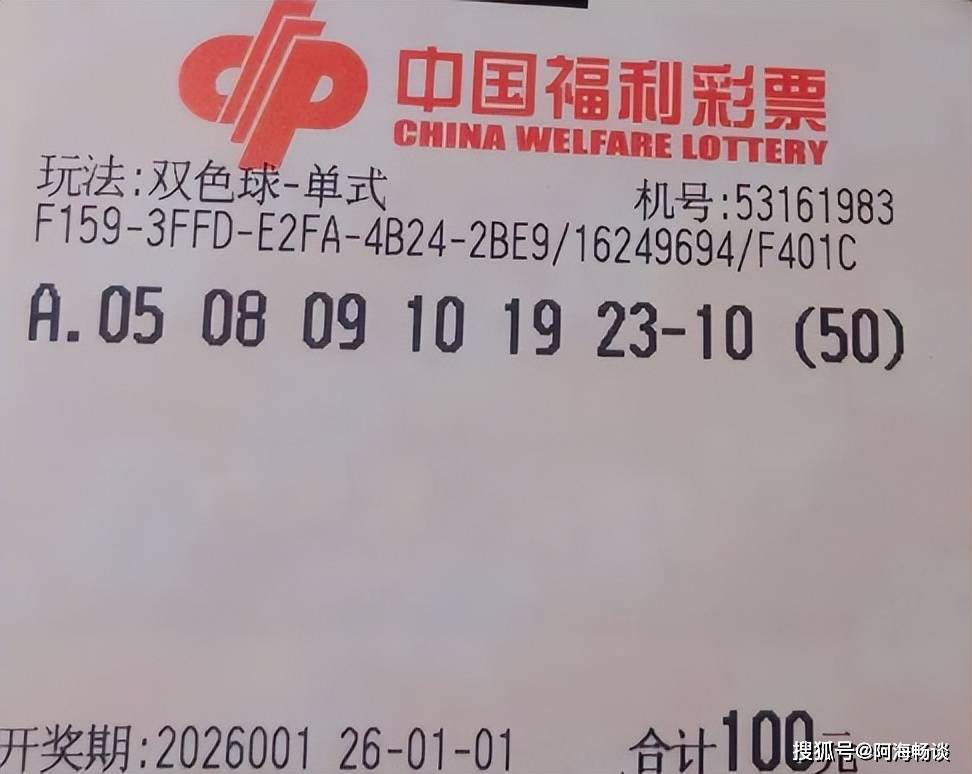 中国福利彩票
CHINA WELFARE LOTTERY
玩法:双色球-单式 机号:53161983
F159-3FFD-E2FA-4B24-2BE9/16249694/F401C
A.05 08 09 10 19 23-10 (50)
开奖期:2026001 26-01-01 合计100元
搜狐号@阿海畅谈